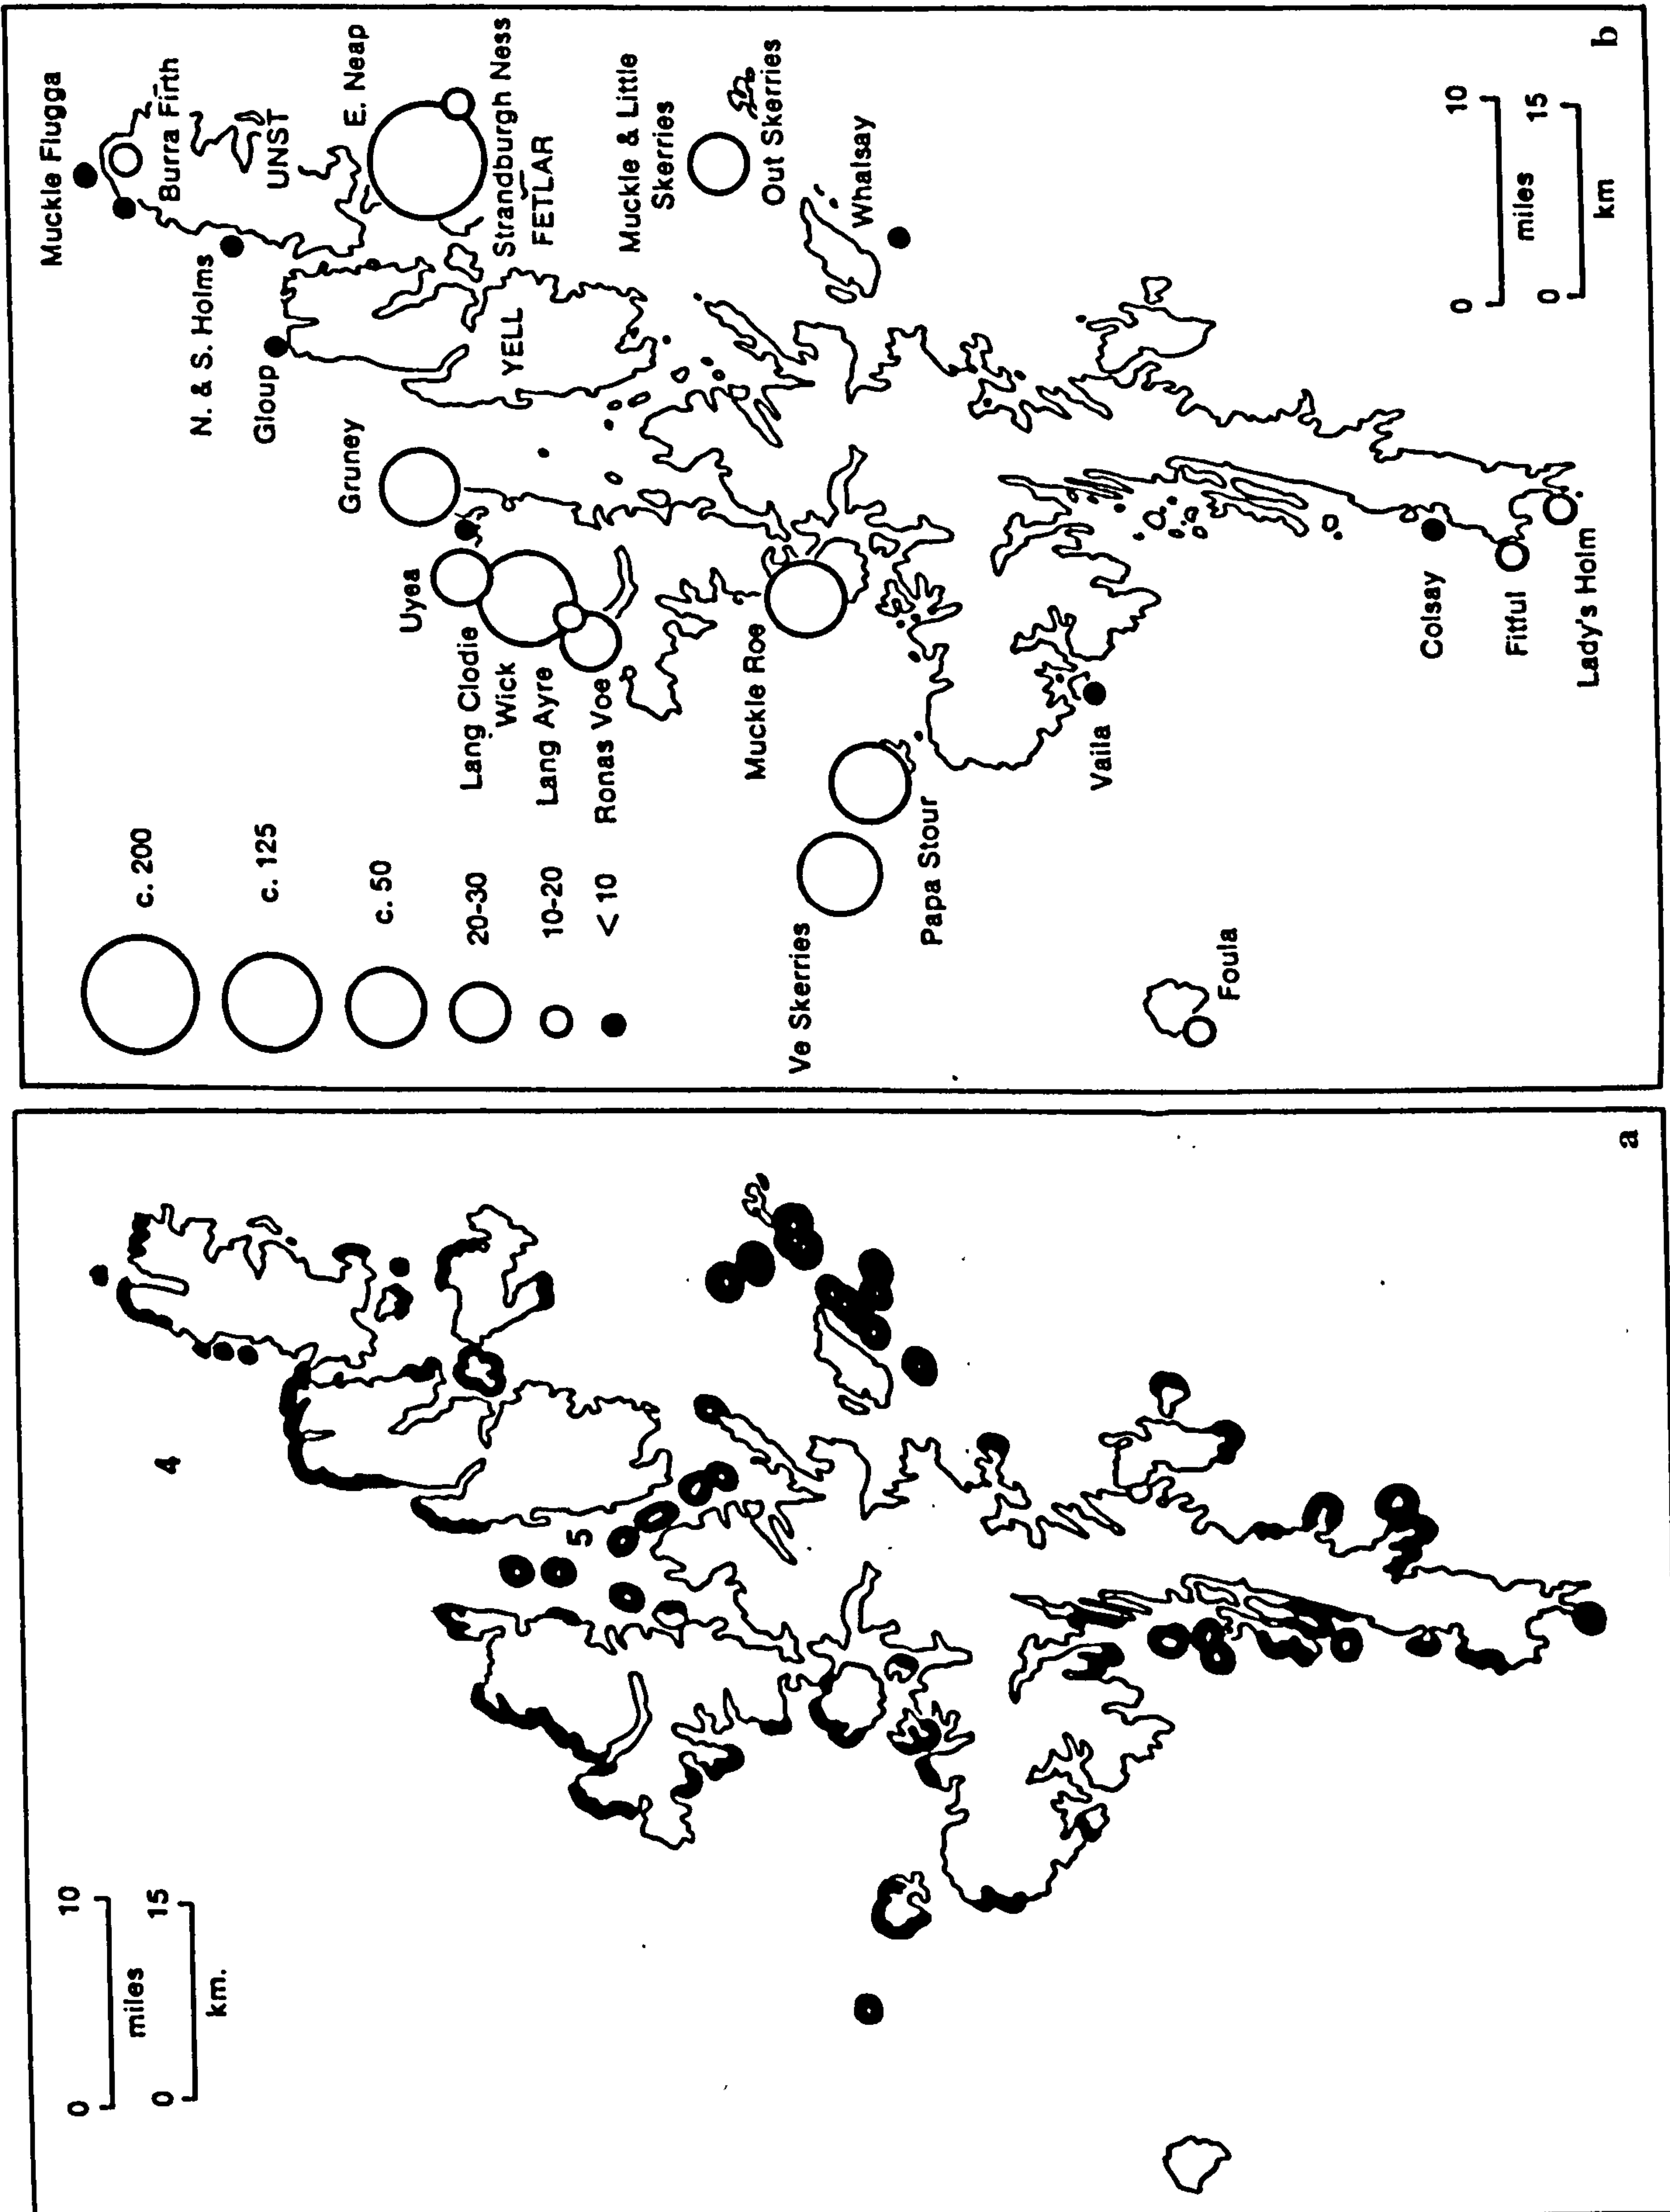 0 10
miles
0 15
km.
4
5
a
c. 200
c. 125
c. 50
20-30
10-20
< 10
Muckle Flugga
Burra Firth
N. & S. Holms
UNST
Gloup
E. Neap
Gruney
Strandburgh Ness
FETLAR
Uyea
YELL
Lang Clodie
Wick
Lang Ayre
Ronas Voe
Muckle & Little
Skerries
Out Skerries
Muckle Roe
Whalsay
Ve Skerries
Papa Stour
Vaila
Foula
Colsay
Fitful
Lady's Holm
0 10
miles
0 15
km
b